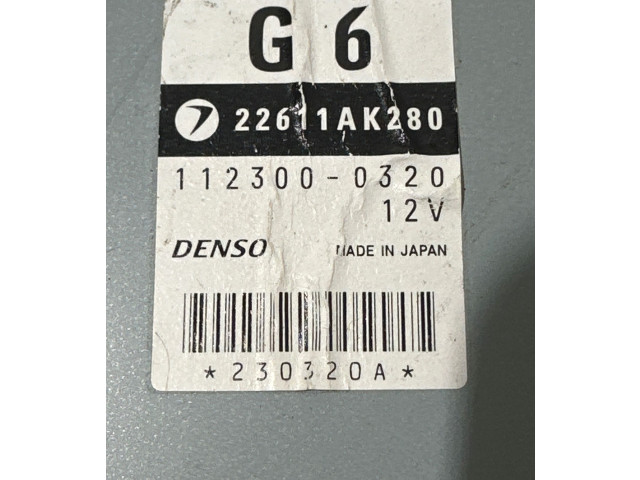 G 6
22611AK280
112300-0320
12V
DENSO MADE IN JAPAN
*230320A*